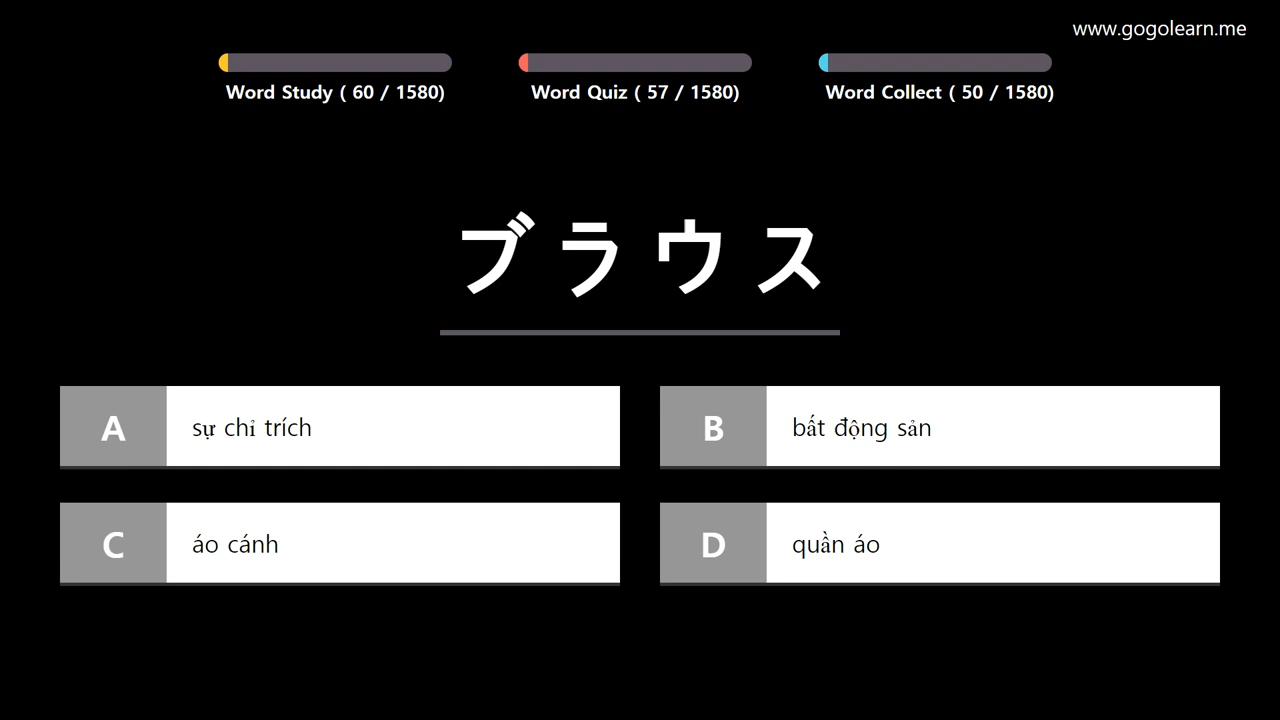 www.gogolearn.me
Word Study ( 60 / 1580)
Word Quiz ( 57 / 1580)
Word Collect ( 50 / 1580)
ブラウス
A sự chỉ trích
B bất động sản
C áo cánh
D quần áo